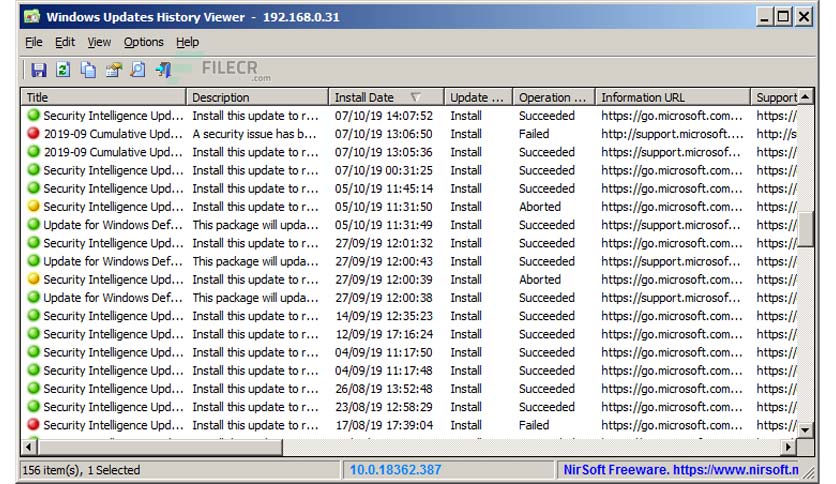 Windows Updates History Viewer - 192.168.0.31
File Edit View Options Help
FILECR
.com
Title Description Install Date Update ... Operation ... Information URL Support
Security Intelligence Upd... Install this update to r... 07/10/19 14:07:52 Install Succeeded https://go.microsoft.com... https://
2019-09 Cumulative Upd... A security issue has b... 07/10/19 13:06:50 Install Failed http://support.microsoft.... http://s
2019-09 Cumulative Upd... Install this update to r... 07/10/19 13:05:36 Install Succeeded https://support.microsof... https://
Security Intelligence Upd... Install this update to r... 07/10/19 00:31:25 Install Succeeded https://go.microsoft.com... https://
Security Intelligence Upd... Install this update to r... 05/10/19 11:45:14 Install Succeeded https://go.microsoft.com... https://
Security Intelligence Upd... Install this update to r... 05/10/19 11:31:50 Install Aborted https://go.microsoft.com... https://
Update for Windows Def... This package will upda... 05/10/19 11:31:49 Install Succeeded https://support.microsof... https://
Security Intelligence Upd... Install this update to r... 27/09/19 12:01:32 Install Succeeded https://go.microsoft.com... https://
Update for Windows Def... This package will upda... 27/09/19 12:00:43 Install Succeeded https://support.microsof... https://
Security Intelligence Upd... Install this update to r... 27/09/19 12:00:39 Install Aborted https://go.microsoft.com... https://
Update for Windows Def... This package will upda... 27/09/19 12:00:38 Install Succeeded https://support.microsof... https://
Security Intelligence Upd... Install this update to r... 14/09/19 12:35:23 Install Succeeded https://go.microsoft.com... https://
Security Intelligence Upd... Install this update to r... 12/09/19 17:16:24 Install Succeeded https://go.microsoft.com... https://
Security Intelligence Upd... Install this update to r... 04/09/19 11:17:50 Install Succeeded https://go.microsoft.com... https://
Security Intelligence Upd... Install this update to r... 04/09/19 11:17:48 Install Succeeded https://go.microsoft.com... https://
Security Intelligence Upd... Install this update to r... 26/08/19 13:52:48 Install Succeeded https://go.microsoft.com... https://
Security Intelligence Upd... Install this update to r... 23/08/19 12:58:29 Install Succeeded https://go.microsoft.com... https://
Security Intelligence Upd... Install this update to r... 17/08/19 17:39:04 Install Failed https://go.microsoft.com... https://
156 item(s), 1 Selected 10.0.18362.387 NirSoft Freeware. https://www.nirsoft.n